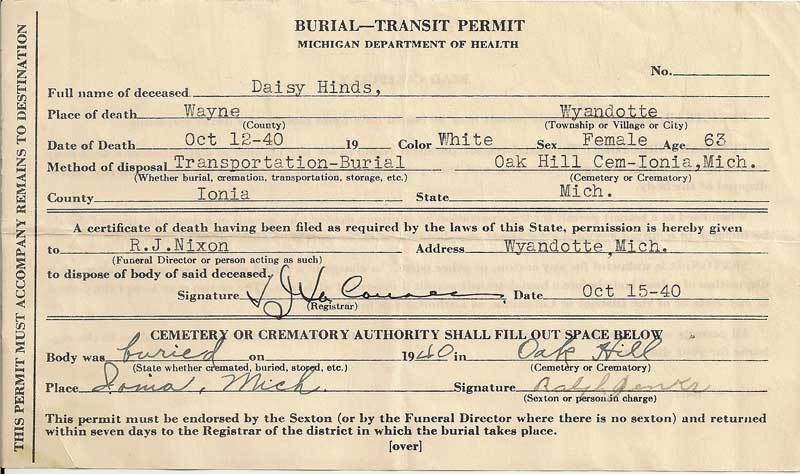 BURIAL—TRANSIT PERMIT
MICHIGAN DEPARTMENT OF HEALTH
No.
Full name of deceased Daisy Hinds,
Place of death Wayne Wyandotte
(County) (Township or Village or City)
Date of Death Oct 12-40 19 Color White Sex Female Age 63
Method of disposal Transportation-Burial Oak Hill Cem-Ionia,Mich.
(Whether burial, cremation, transportation, storage, etc.) (Cemetery or Crematory)
County Ionia State Mich.
A certificate of death having been filed as required by the laws of this State, permission is hereby given
to R.J.Nixon Address Wyandotte,Mich.
(Funeral Director or person acting as such)
to dispose of body of said deceased.
Signature , Date Oct 15-40
(Registrar)
CEMETERY OR CREMATORY AUTHORITY SHALL FILL OUT SPACE BELOW
Body was buried on 1940 in Oak Hill
(State whether cremated, buried, stored, etc.) (Cemetery or Crematory)
Place Ionia, Mich. Signature Ralph Jenks
(Sexton or person in charge)
This permit must be endorsed by the Sexton (or by the Funeral Director where there is no sexton) and returned
within seven days to the Registrar of the district in which the burial takes place.
[over]
THIS PERMIT MUST ACCOMPANY REMAINS TO DESTINATION